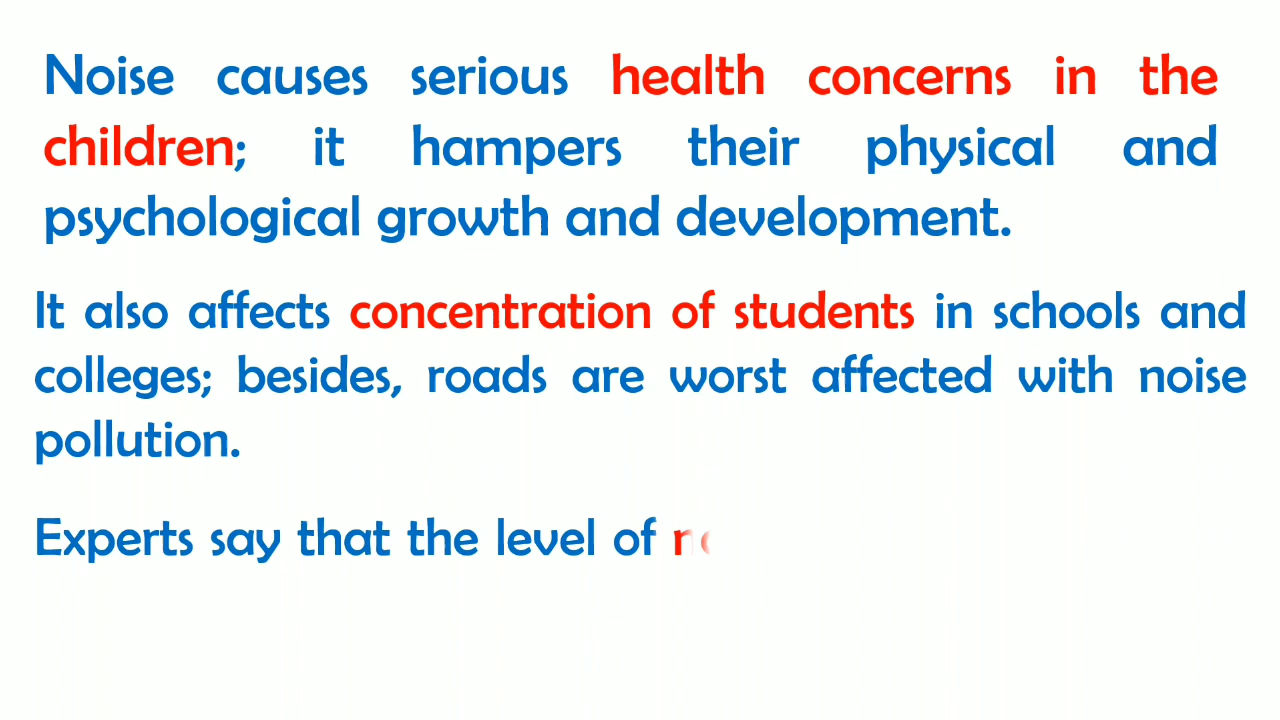 Noise causes serious health concerns in the
children; it hampers their physical and
psychological growth and development.
It also affects concentration of students in schools and
colleges; besides, roads are worst affected with noise
pollution.
Experts say that the level of